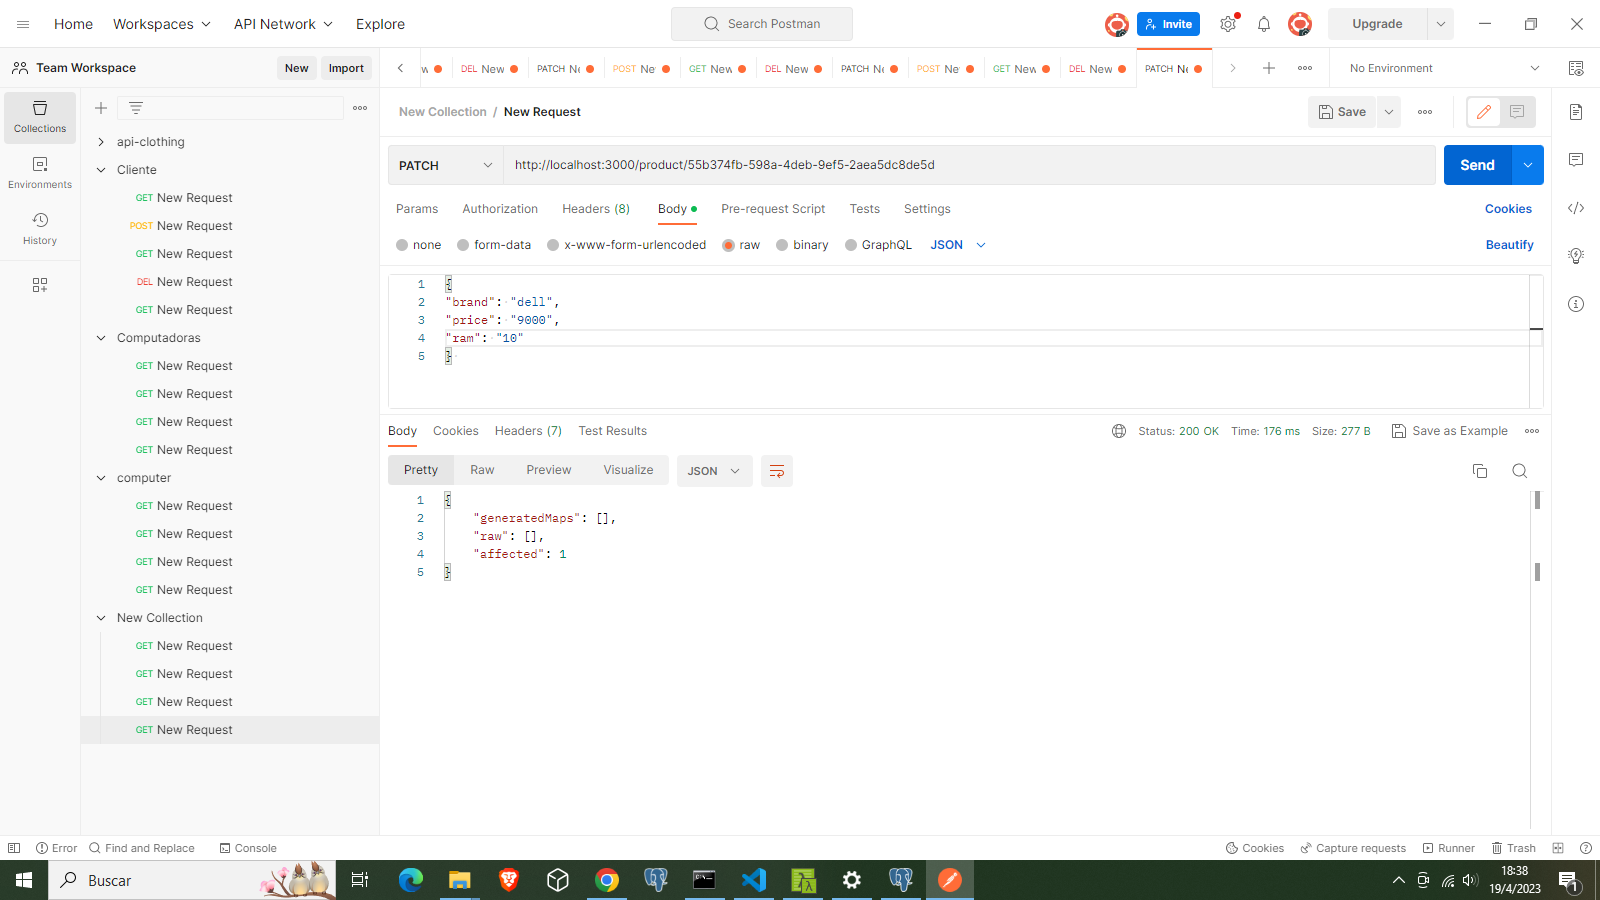 Home
Workspaces
API Network
Explore
Search Postman
Invite
Upgrade
Team Workspace
New
Import
DEL New
PATCH
POST
GET New
DEL New
PATCH
POST
GET New
DEL New
PATCH
No Environment
Collections
Environments
History
api-clothing
Cliente
GET New Request
POST New Request
GET New Request
DEL New Request
GET New Request
Computadoras
GET New Request
GET New Request
GET New Request
GET New Request
computer
GET New Request
GET New Request
GET New Request
GET New Request
New Collection
GET New Request
GET New Request
GET New Request
GET New Request
New Collection / New Request
Save
PATCH
http://localhost:3000/product/55b374fb-598a-4deb-9ef5-2aea5dc8de5d
Send
Params
Authorization
Headers (8)
Body
Pre-request Script
Tests
Settings
Cookies
none
form-data
x-www-form-urlencoded
raw
binary
GraphQL
JSON
Beautify
1 {
2 "brand": "dell",
3 "price": "9000",
4 "ram": "10"
5 }
Body
Cookies
Headers (7)
Test Results
Status: 200 OK
Time: 176 ms
Size: 277 B
Save as Example
Pretty
Raw
Preview
Visualize
JSON
1 {
2 "generatedMaps": [],
3 "raw": [],
4 "affected": 1
5 }
Error
Find and Replace
Console
Cookies
Capture requests
Runner
Trash
Buscar
18:38
19/4/2023
1